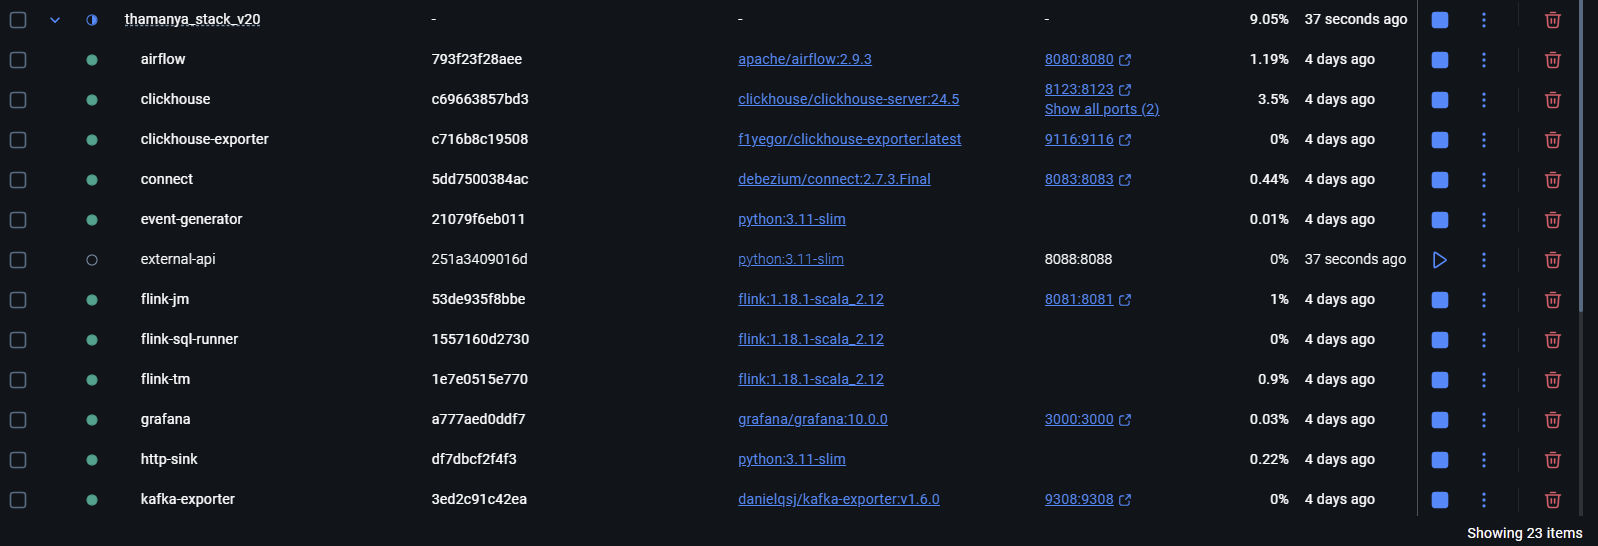 thamanya_stack_v20 - - - 9.05% 37 seconds ago
airflow 793f23f28aee apache/airflow:2.9.3 8080:8080 1.19% 4 days ago
clickhouse c69663857bd3 clickhouse/clickhouse-server:24.5 8123:8123 3.5% 4 days ago
Show all ports (2)
clickhouse-exporter c716b8c19508 f1yegor/clickhouse-exporter:latest 9116:9116 0% 4 days ago
connect 5dd7500384ac debezium/connect:2.7.3.Final 8083:8083 0.44% 4 days ago
event-generator 21079f6eb011 python:3.11-slim 0.01% 4 days ago
external-api 251a3409016d python:3.11-slim 8088:8088 0% 37 seconds ago
flink-jm 53de935f8bbe flink:1.18.1-scala_2.12 8081:8081 1% 4 days ago
flink-sql-runner 1557160d2730 flink:1.18.1-scala_2.12 0% 4 days ago
flink-tm 1e7e0515e770 flink:1.18.1-scala_2.12 0.9% 4 days ago
grafana a777aed0ddf7 grafana/grafana:10.0.0 3000:3000 0.03% 4 days ago
http-sink df7dbcf2f4f3 python:3.11-slim 0.22% 4 days ago
kafka-exporter 3ed2c91c42ea danielqsj/kafka-exporter:v1.6.0 9308:9308 0% 4 days ago
Showing 23 items